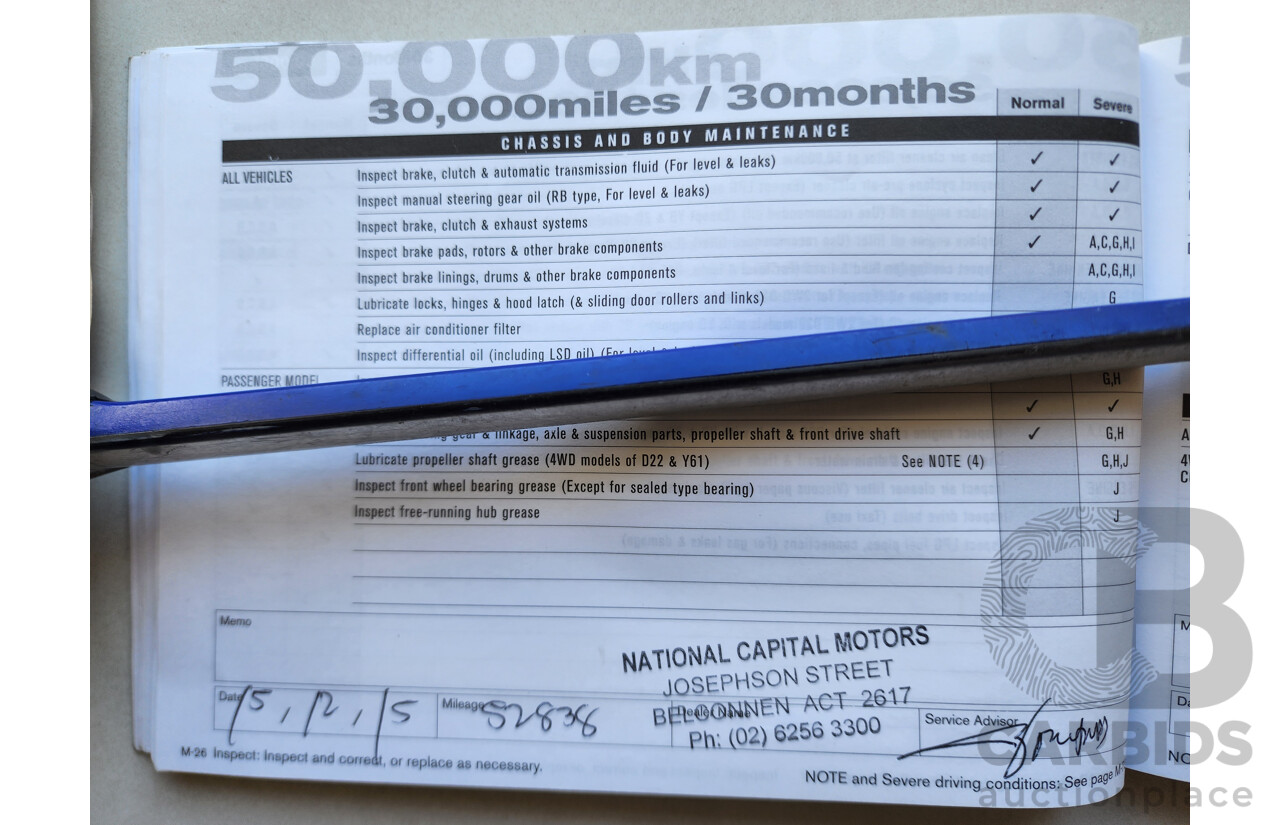 50,000km
30,000miles / 30months
Normal Severe
CHASSIS AND BODY MAINTENANCE
ALL VEHICLES Inspect brake, clutch & automatic transmission fluid (For level & leaks) ✓ ✓
Inspect manual steering gear oil (RB type, For level & leaks) ✓ ✓
Inspect brake, clutch & exhaust systems ✓ ✓
Inspect brake pads, rotors & other brake components ✓ A,C,G,H,I
Inspect brake linings, drums & other brake components A,C,G,H,I
Lubricate locks, hinges & hood latch (& sliding door rollers and links) G
Replace air conditioner filter
Inspect differential oil (including LSD oil) (For level &
PASSENGER MODEL G,H
✓ ✓
gear & linkage, axle & suspension parts, propeller shaft & front drive shaft ✓ G,H
Lubricate propeller shaft grease (4WD models of D22 & Y61) See NOTE (4) G,H,J
Inspect front wheel bearing grease (Except for sealed type bearing) J
Inspect free-running hub grease J
Memo
NATIONAL CAPITAL MOTORS
JOSEPHSON STREET
BELCONNEN ACT 2617
Ph: (02) 6256 3300
Date 15, 12, 15 Mileage 52838 Dealer Name Service Advisor
M-26 Inspect: Inspect and correct, or replace as necessary.
NOTE and Severe driving conditions: See page M-
CARBIDS
auctionplace